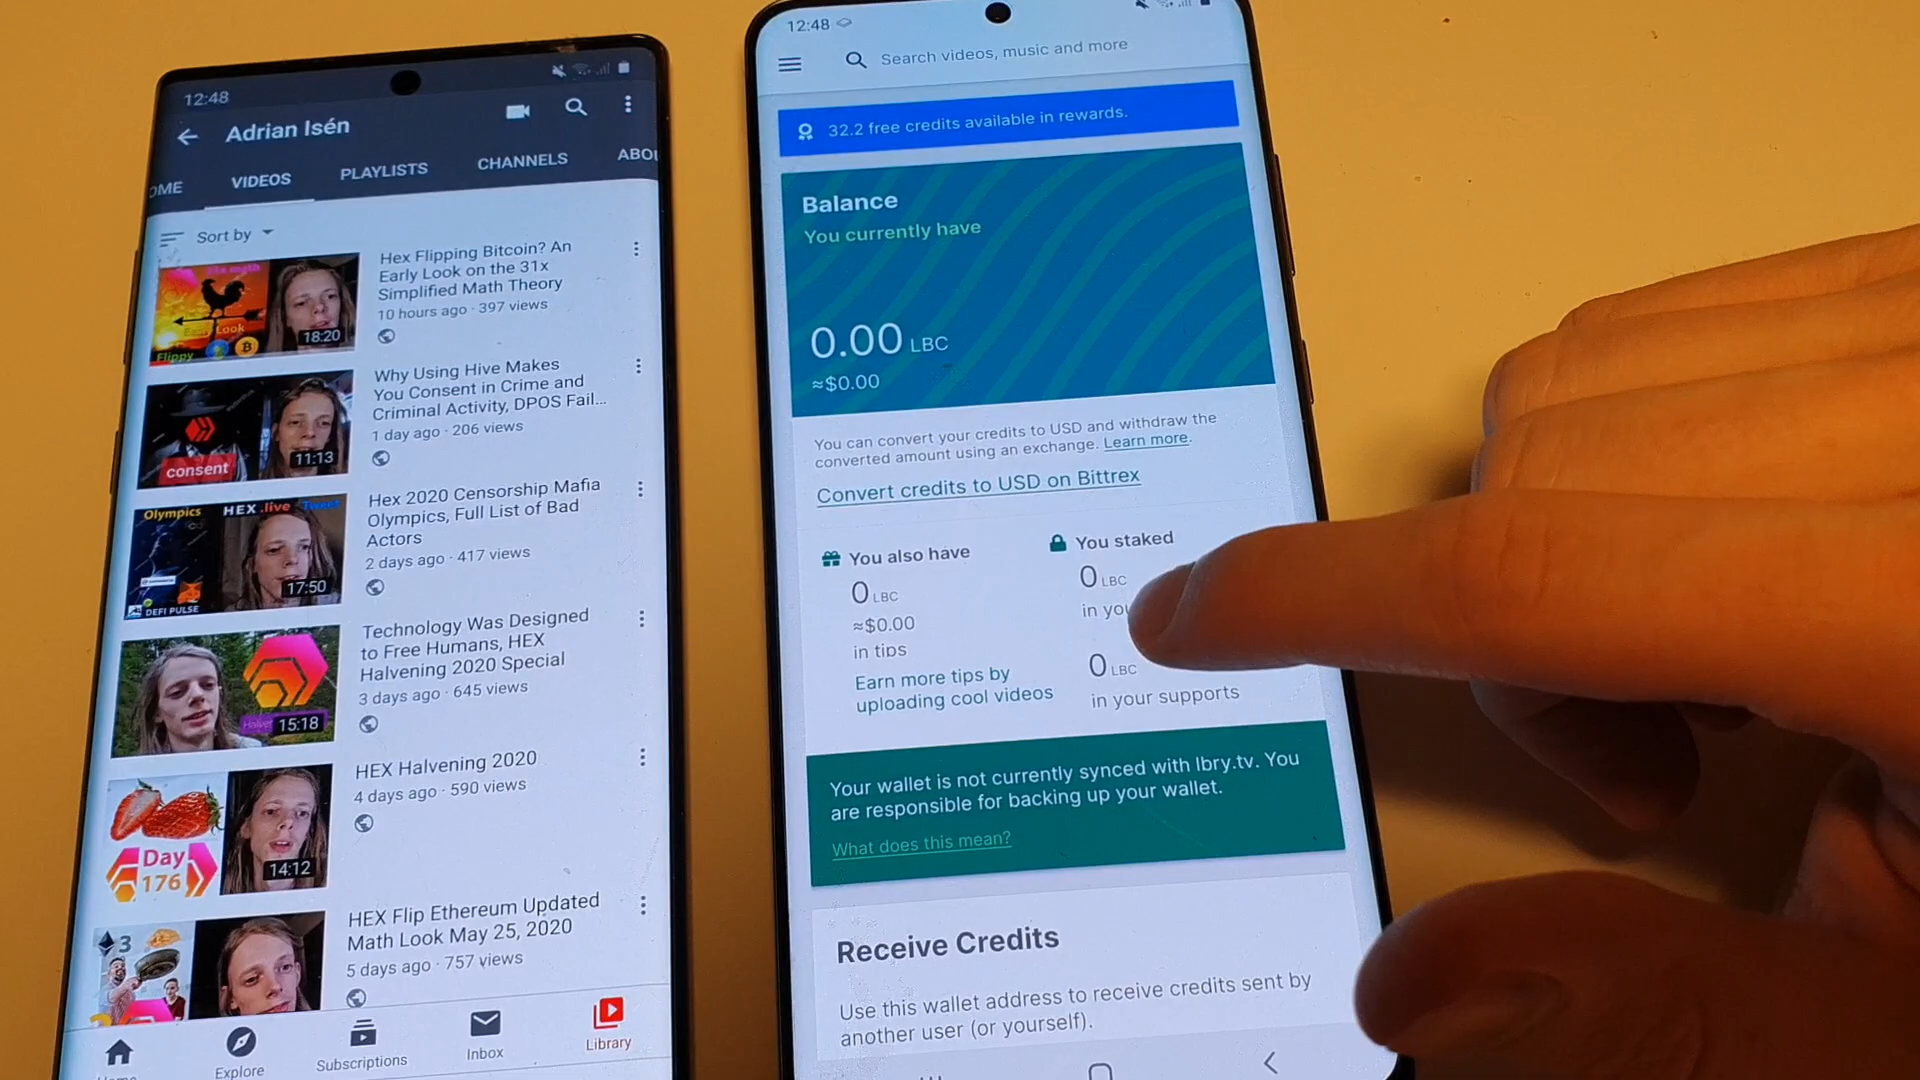 12:48
Adrian Isén
OME
VIDEOS
PLAYLISTS
CHANNELS
Sort by
Hex Flipping Bitcoin? An
Early Look on the 31x
Simplified Math Theory
10 hours ago · 397 views
Look
18:20
Flippy
Why Using Hive Makes
You Consent in Crime and
Criminal Activity, DPOS Fail...
1 day ago · 206 views
consent
11:13
Hex 2020 Censorship Mafia
Olympics, Full List of Bad
Actors
2 days ago · 417 views
Olympics
HEX.live
17:50
DEFI PULSE
Technology Was Designed
to Free Humans, HEX
Halvening 2020 Special
3 days ago · 645 views
15:18
HEX Halvening 2020
4 days ago · 590 views
Day
176
14:12
HEX Flip Ethereum Updated
Math Look May 25, 2020
5 days ago · 757 views
3
Explore
Subscriptions
Inbox
Library
12:48
Search videos, music and more
32.2 free credits available in rewards.
Balance
You currently have
0.00 LBC
≈$0.00
You can convert your credits to USD and withdraw the
converted amount using an exchange. Learn more.
Convert credits to USD on Bittrex
You also have
0 LBC
≈$0.00
in tips
Earn more tips by
uploading cool videos
You staked
0 LBC
in you
0 LBC
in your supports
Your wallet is not currently synced with lbry.tv. You
are responsible for backing up your wallet.
What does this mean?
Receive Credits
Use this wallet address to receive credits sent by
another user (or yourself).